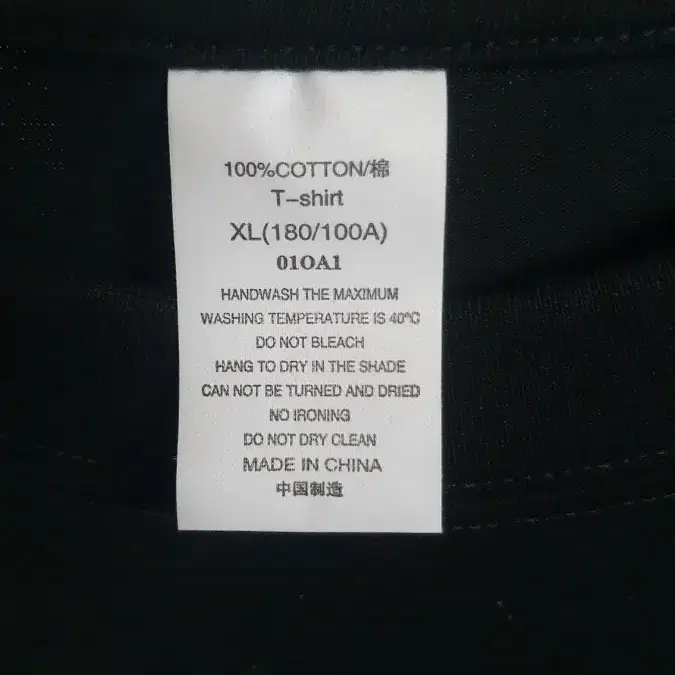 100%COTTON/棉
T-shirt
XL(180/100A)
01OA1
HANDWASH THE MAXIMUM
WASHING TEMPERATURE IS 40℃
DO NOT BLEACH
HANG TO DRY IN THE SHADE
CAN NOT BE TURNED AND DRIED
NO IRONING
DO NOT DRY CLEAN
MADE IN CHINA
中国制造